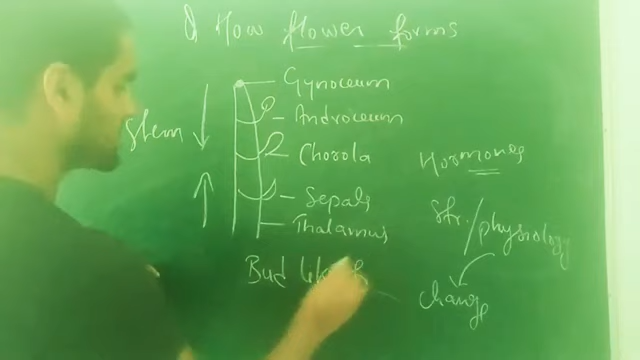 How flower forms
Gynoceum
Androceum
Stem
Chorola
Sepals
Thalamus
Bud
Hormones
Str./physiology
change